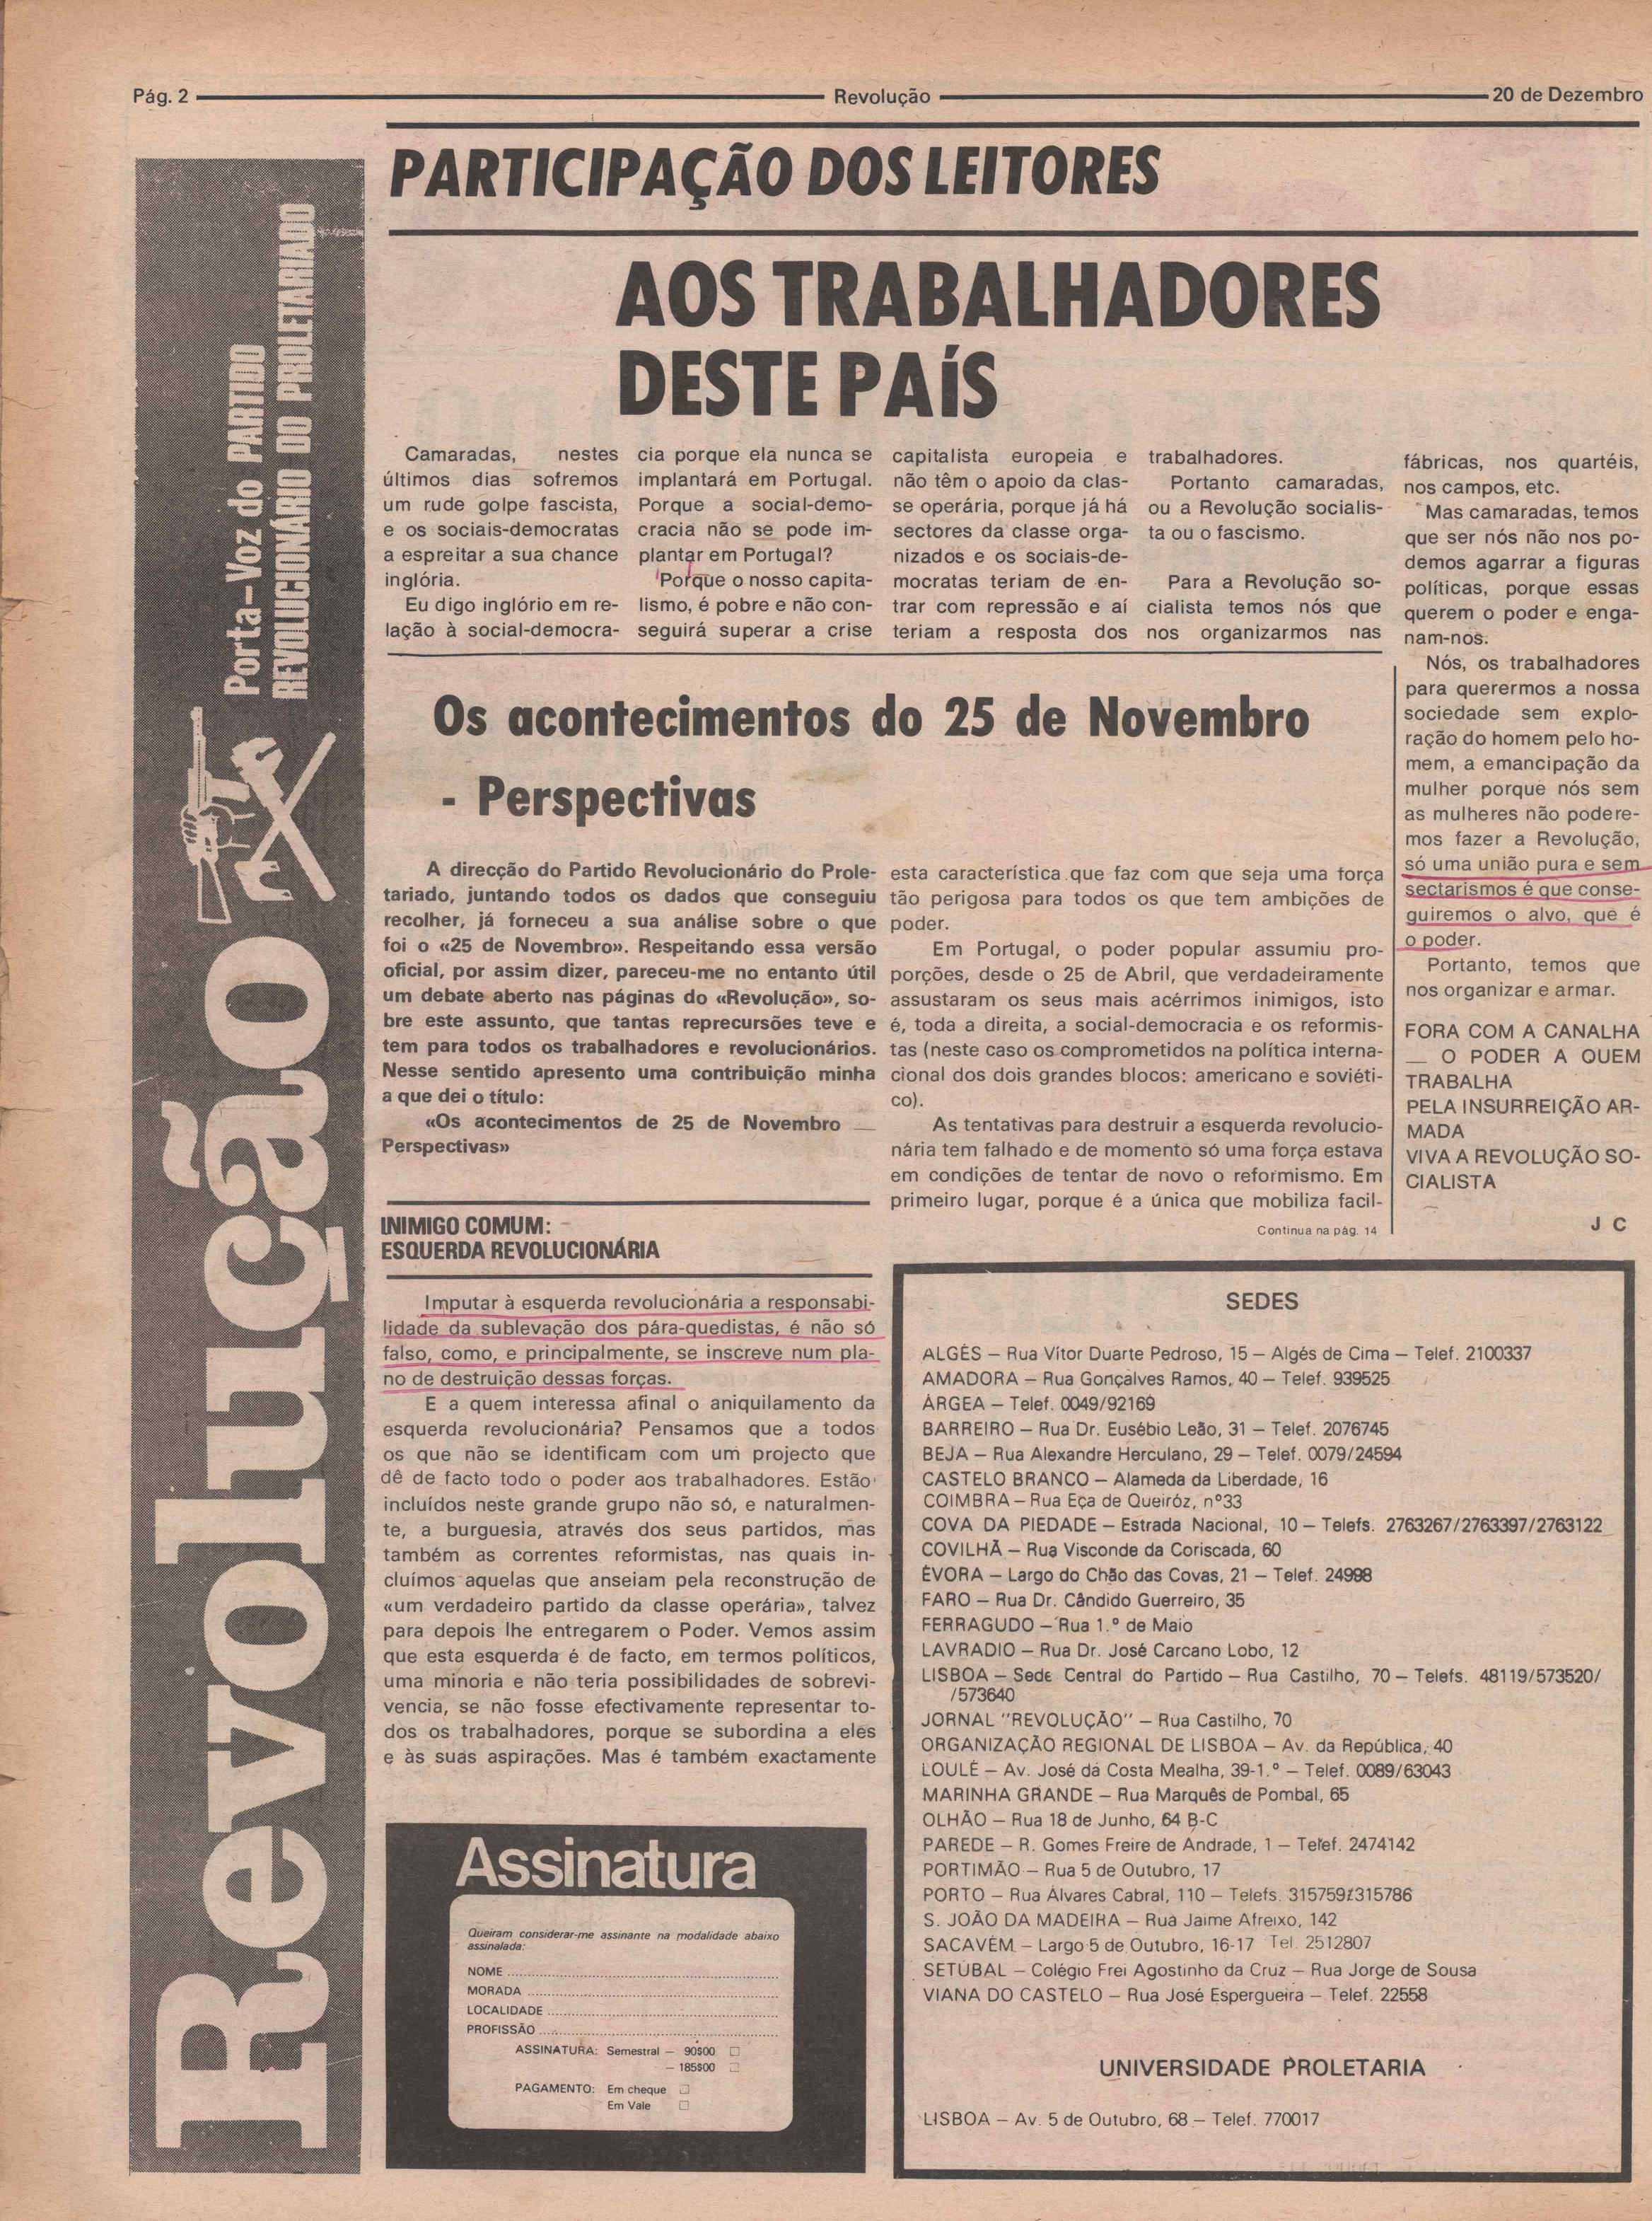 Pág. 2
Revolução
20 de Dezembro
Revolução
Porta-Voz do PARTIDO
REVOLUCIONÁRIO DO PROLETARIADO
PARTICIPAÇÃO DOS LEITORES
AOS TRABALHADORES
DESTE PAÍS
Camaradas, nestes
últimos dias sofremos
um rude golpe fascista,
e os sociais-democratas
a espreitar a sua chance
inglória.
Eu digo inglório em re-
lação à social-democra-
cia porque ela nunca se
implantará em Portugal.
Porque a social-demo-
cracia não se pode im-
plantar em Portugal?
Porque o nosso capita-
lismo, é pobre e não con-
seguirá superar a crise
capitalista europeia e
não têm o apoio da clas-
se operária, porque já há
sectores da classe orga-
nizados e os sociais-de-
mocratas teriam de en-
trar com repressão e aí
teriam a resposta dos
trabalhadores.
Portanto camaradas,
ou a Revolução socialis-
ta ou o fascismo.
Para a Revolução so-
cialista temos nós que
nos organizarmos nas
fábricas, nos quartéis,
nos campos, etc.
Mas camaradas, temos
que ser nós não nos po-
demos agarrar a figuras
políticas, porque essas
querem o poder e enga-
nam-nos.
Nós, os trabalhadores
para querermos a nossa
sociedade sem explo-
ração do homem pelo ho-
mem, a emancipação da
mulher porque nós sem
as mulheres não podere-
mos fazer a Revolução,
só uma união pura e sem
sectarismos é que conse-
guiremos o alvo, que é
o poder.
Portanto, temos que
nos organizar e armar.
FORA COM A CANALHA
— O PODER A QUEM
TRABALHA
PELA INSURREIÇÃO AR-
MADA
VIVA A REVOLUÇÃO SO-
CIALISTA
J C
Os acontecimentos do 25 de Novembro
- Perspectivas
A direcção do Partido Revolucionário do Prole-
tariado, juntando todos os dados que conseguiu
recolher, já forneceu a sua análise sobre o que
foi o «25 de Novembro». Respeitando essa versão
oficial, por assim dizer, pareceu-me no entanto útil
um debate aberto nas páginas do «Revolução», so-
bre este assunto, que tantas reprecursões teve e
tem para todos os trabalhadores e revolucionários.
Nesse sentido apresento uma contribuição minha
a que dei o título:
«Os acontecimentos de 25 de Novembro —
Perspectivas»
INIMIGO COMUM:
ESQUERDA REVOLUCIONÁRIA
Imputar à esquerda revolucionária a responsabi-
lidade da sublevação dos pára-quedistas, é não só
falso, como, e principalmente, se inscreve num pla-
no de destruição dessas forças.
E a quem interessa afinal o aniquilamento da
esquerda revolucionária? Pensamos que a todos
os que não se identificam com um projecto que
dê de facto todo o poder aos trabalhadores. Estão
incluídos neste grande grupo não só, e naturalmen-
te, a burguesia, através dos seus partidos, mas
também as correntes reformistas, nas quais in-
cluímos aquelas que anseiam pela reconstrução de
«um verdadeiro partido da classe operária», talvez
para depois lhe entregarem o Poder. Vemos assim
que esta esquerda é de facto, em termos políticos,
uma minoria e não teria possibilidades de sobrevi-
vencia, se não fosse efectivamente representar to-
dos os trabalhadores, porque se subordina a eles
e às suas aspirações. Mas é também exactamente
esta característica que faz com que seja uma força
tão perigosa para todos os que tem ambições de
poder.
Em Portugal, o poder popular assumiu pro-
porções, desde o 25 de Abril, que verdadeiramente
assustaram os seus mais acérrimos inimigos, isto
é, toda a direita, a social-democracia e os reformis-
tas (neste caso os comprometidos na política interna-
cional dos dois grandes blocos: americano e soviéti-
co).
As tentativas para destruir a esquerda revolucio-
nária tem falhado e de momento só uma força estava
em condições de tentar de novo o reformismo. Em
primeiro lugar, porque é a única que mobiliza facil-
Continua na pág. 14
Assinatura
Queiram considerar-me assinante na modalidade abaixo
assinalada:
NOME
MORADA
LOCALIDADE
PROFISSÃO
ASSINATURA: Semestral — 90$00
— 185$00
PAGAMENTO: Em cheque
Em Vale
SEDES
ALGÉS — Rua Vitor Duarte Pedroso, 15 — Algés de Cima — Telef. 2100337
AMADORA — Rua Gonçalves Ramos, 40 — Telef. 939525
ARGEA — Telef. 0049/92169
BARREIRO — Rua Dr. Eusébio Leão, 31 — Telef. 2076745
BEJA — Rua Alexandre Herculano, 29 — Telef. 0079/24594
CASTELO BRANCO — Alameda da Liberdade, 16
COIMBRA — Rua Eça de Queiróz, nº33
COVA DA PIEDADE — Estrada Nacional, 10 — Telefs. 2763267/2763397/2763122
COVILHÃ — Rua Visconde da Coriscada, 60
ÉVORA — Largo do Chão das Covas, 21 — Telef. 24998
FARO — Rua Dr. Cândido Guerreiro, 35
FERRAGUDO — Rua 1.º de Maio
LAVRADIO — Rua Dr. José Carcano Lobo, 12
LISBOA — Sede Central do Partido — Rua Castilho, 70 — Telefs. 48119/573520/
/573640
JORNAL "REVOLUÇÃO" — Rua Castilho, 70
ORGANIZAÇÃO REGIONAL DE LISBOA — Av. da República, 40
LOULÉ — Av. José da Costa Mealha, 39-1.º — Telef. 0089/63043
MARINHA GRANDE — Rua Marquês de Pombal, 65
OLHÃO — Rua 18 de Junho, 64 B-C
PAREDE — R. Gomes Freire de Andrade, 1 — Telef. 2474142
PORTIMÃO — Rua 5 de Outubro, 17
PORTO — Rua Álvares Cabral, 110 — Telefs. 315759/315786
S. JOÃO DA MADEIRA — Rua Jaime Afreixo, 142
SACAVÉM — Largo 5 de Outubro, 16-17 Tel. 2512807
SETUBAL — Colégio Frei Agostinho da Cruz — Rua Jorge de Sousa
VIANA DO CASTELO — Rua José Espergueira — Telef. 22558
UNIVERSIDADE PROLETARIA
LISBOA — Av. 5 de Outubro, 68 — Telef. 770017